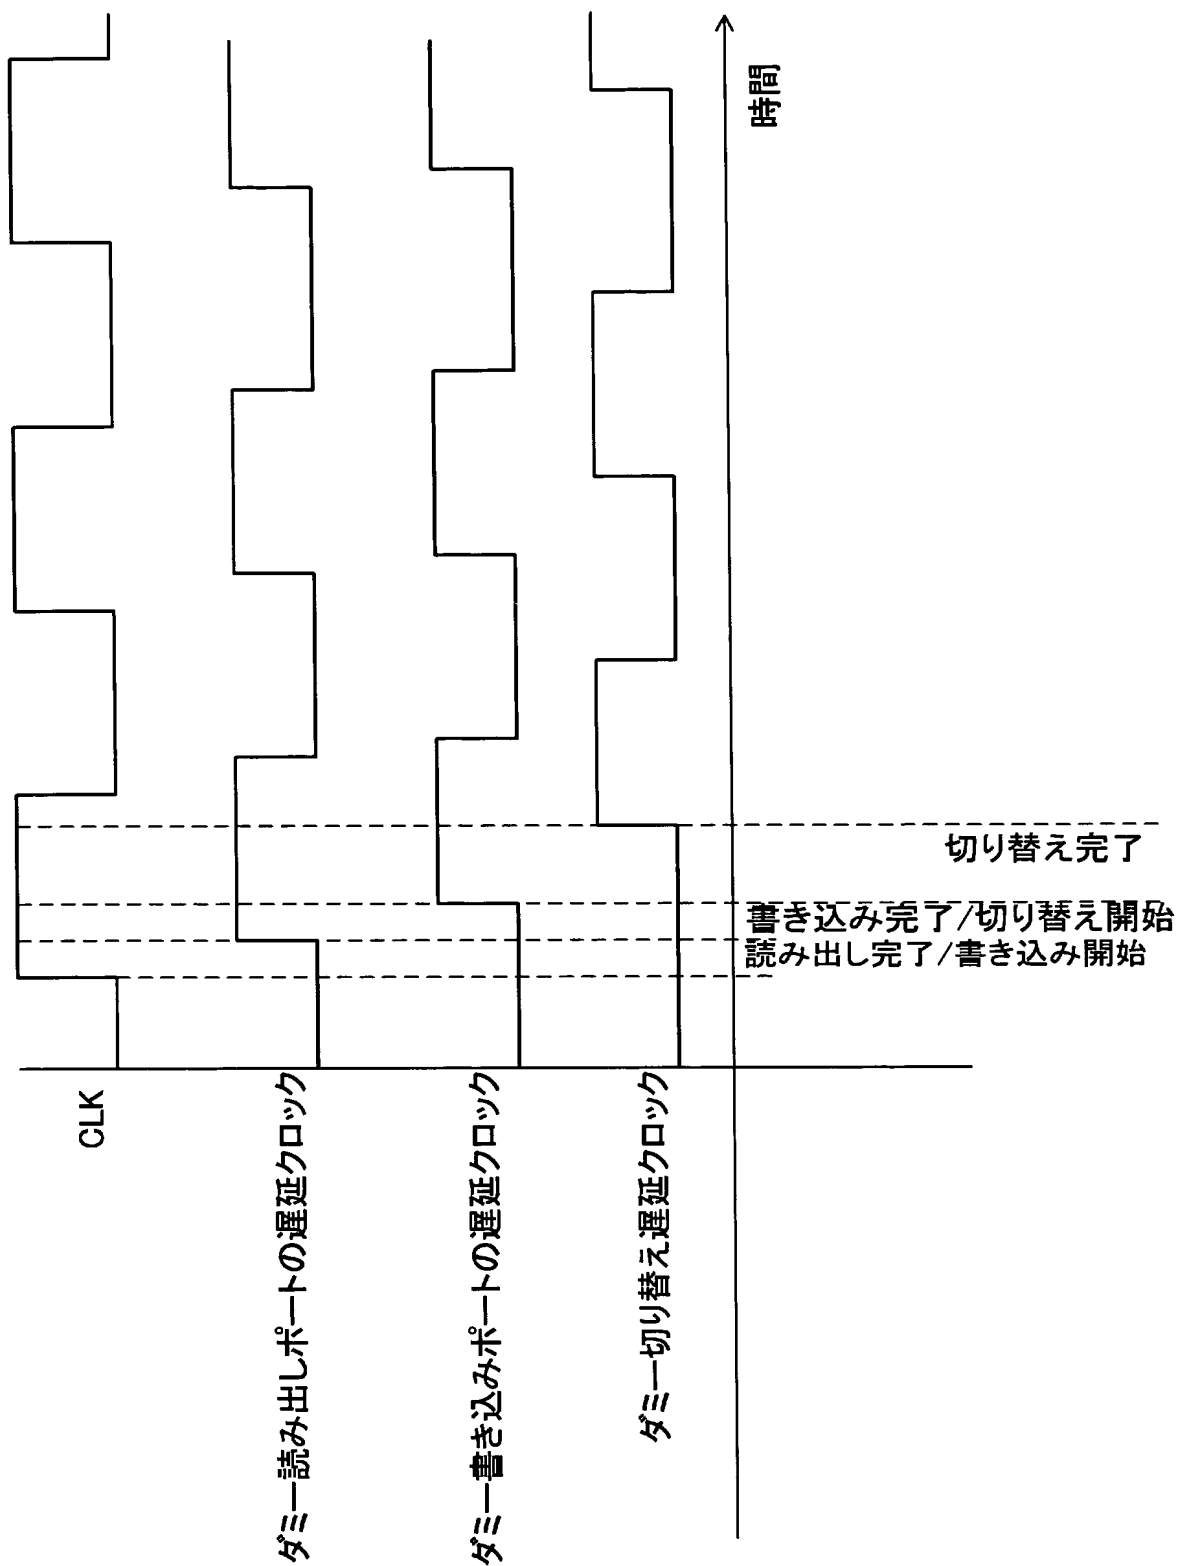 CLK
ダミー読み出しポートの遅延クロック
ダミー書き込みポートの遅延クロック
ダミー切り替え遅延クロック
時間
切り替え完了
書き込み完了/切り替え開始
読み出し完了/書き込み開始